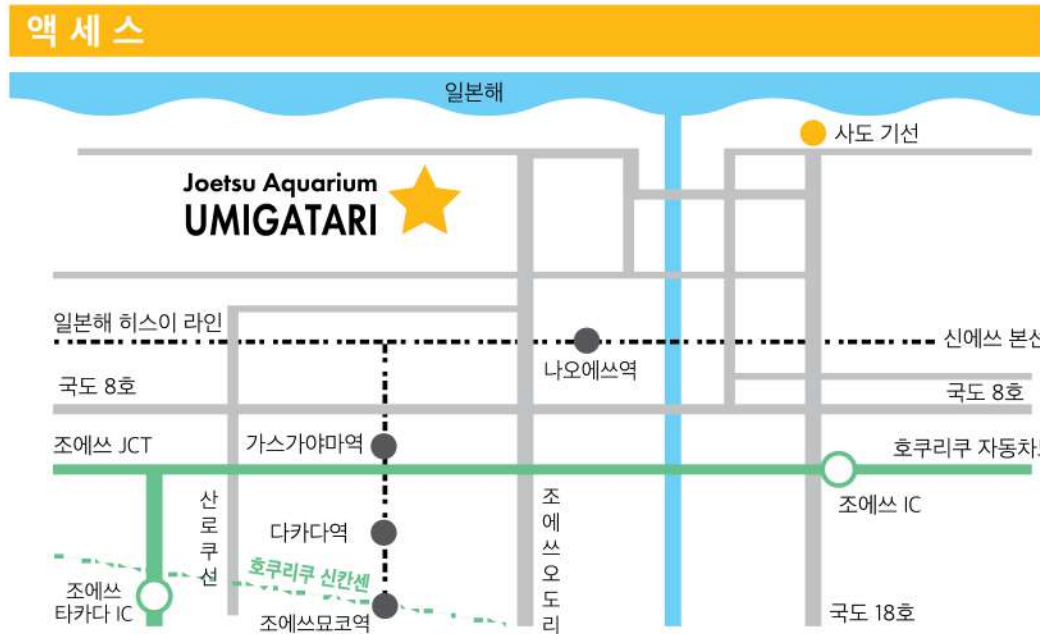 액세스
일본해
사도 기선
Joetsu Aquarium
UMIGATARI
일본해 히스이 라인
신에쓰 본선
나오에쓰역
국도 8호
국도 8호
조에쓰 JCT
가스가야마역
호쿠리쿠 자동차
조에쓰 IC
산로쿠선
조에쓰오도리
다카다역
호쿠리쿠 신칸센
조에쓰
타카다 IC
조에쓰묘코역
국도 18호